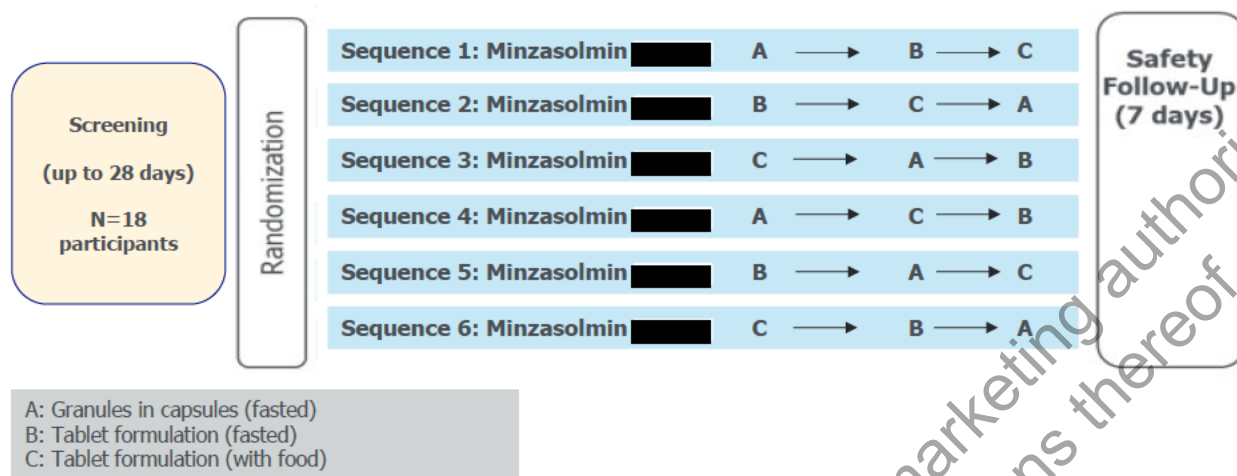 Screening
(up to 28 days)
N=18
participants
Randomization
Sequence 1: Minzasolmin A B C
Sequence 2: Minzasolmin B C A
Sequence 3: Minzasolmin C A B
Sequence 4: Minzasolmin A C B
Sequence 5: Minzasolmin B A C
Sequence 6: Minzasolmin C B A
Safety
Follow-Up
(7 days)
A: Granules in capsules (fasted)
B: Tablet formulation (fasted)
C: Tablet formulation (with food)
marketing
thereof